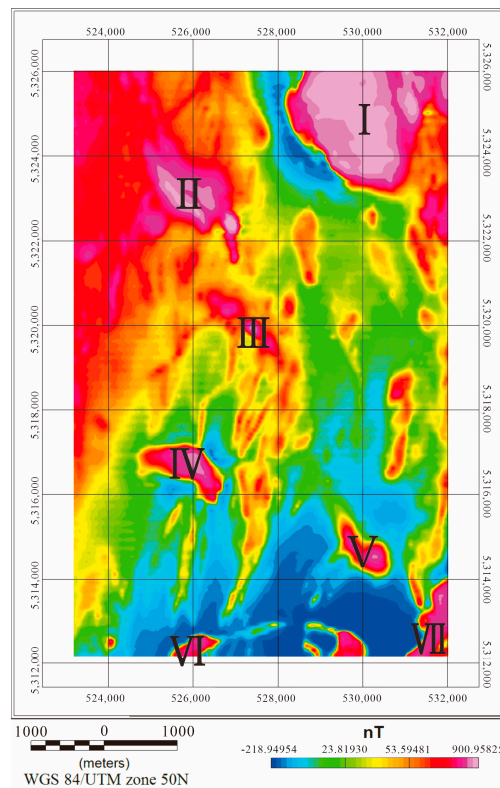 524,000 526,000 528,000 530,000 532,000
5,326,000 5,326,000
5,324,000 5,324,000
5,322,000 5,322,000
5,320,000 5,320,000
5,318,000 5,318,000
5,316,000 5,316,000
5,314,000 5,314,000
5,312,000 5,312,000
I
II
III
IV
V
VI VII
524,000 526,000 528,000 530,000 532,000
1000 0 1000
(meters)
WGS 84/UTM zone 50N
nT
-218.94954 23.81930 53.59481 900.9582